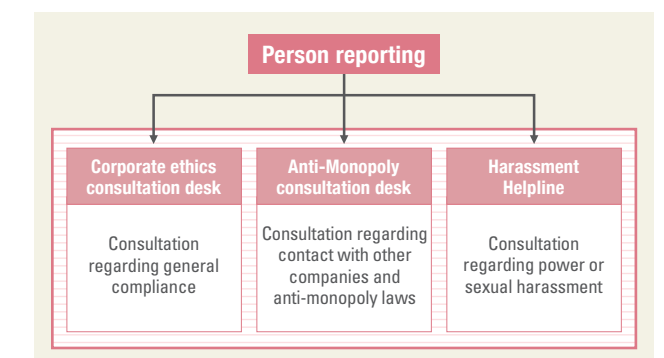 Person reporting
Corporate ethics
consultation desk
Consultation
regarding general
compliance
Anti-Monopoly
consultation desk
Consultation regarding
contact with other
companies and
anti-monopoly laws
Harassment
Helpline
Consultation
regarding power or
sexual harassment